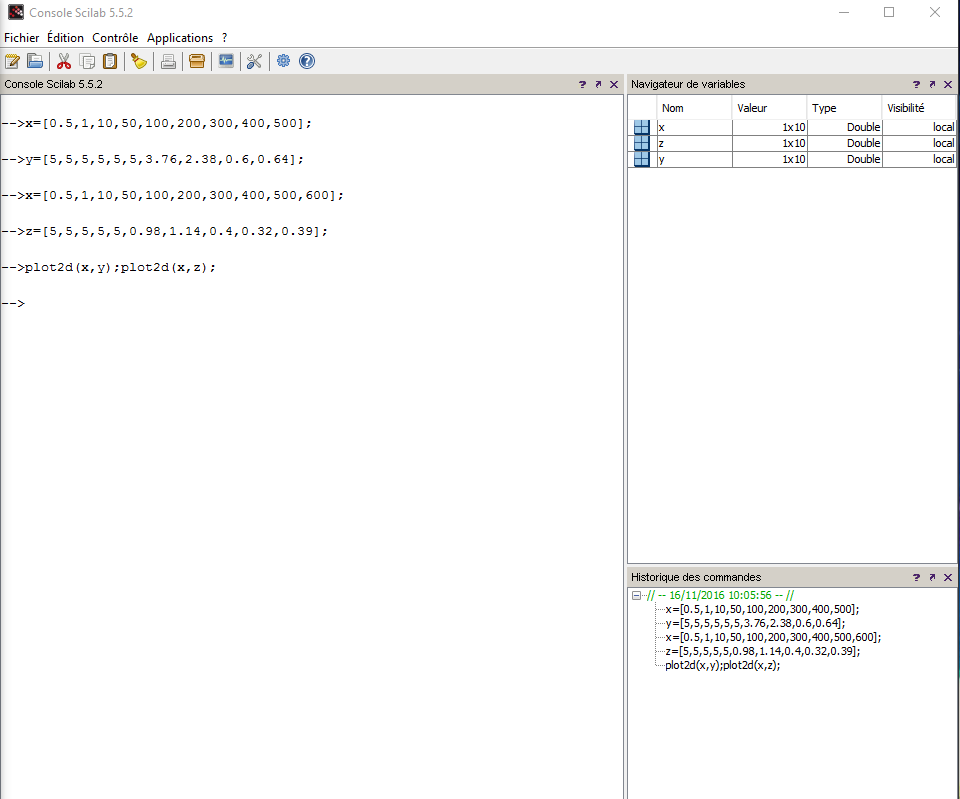 Console Scilab 5.5.2
Fichier Édition Contrôle Applications ?
Console Scilab 5.5.2
-->x=[0.5,1,10,50,100,200,300,400,500];
-->y=[5,5,5,5,5,5,3.76,2.38,0.6,0.64];
-->x=[0.5,1,10,50,100,200,300,400,500,600];
-->z=[5,5,5,5,5,0.98,1.14,0.4,0.32,0.39];
-->plot2d(x,y);plot2d(x,z);
-->
Navigateur de variables
Nom Valeur Type Visibilité
x 1x10 Double local
z 1x10 Double local
y 1x10 Double local
Historique des commandes
// -- 16/11/2016 10:05:56 -- //
x=[0.5,1,10,50,100,200,300,400,500];
y=[5,5,5,5,5,5,3.76,2.38,0.6,0.64];
x=[0.5,1,10,50,100,200,300,400,500,600];
z=[5,5,5,5,5,0.98,1.14,0.4,0.32,0.39];
plot2d(x,y);plot2d(x,z);